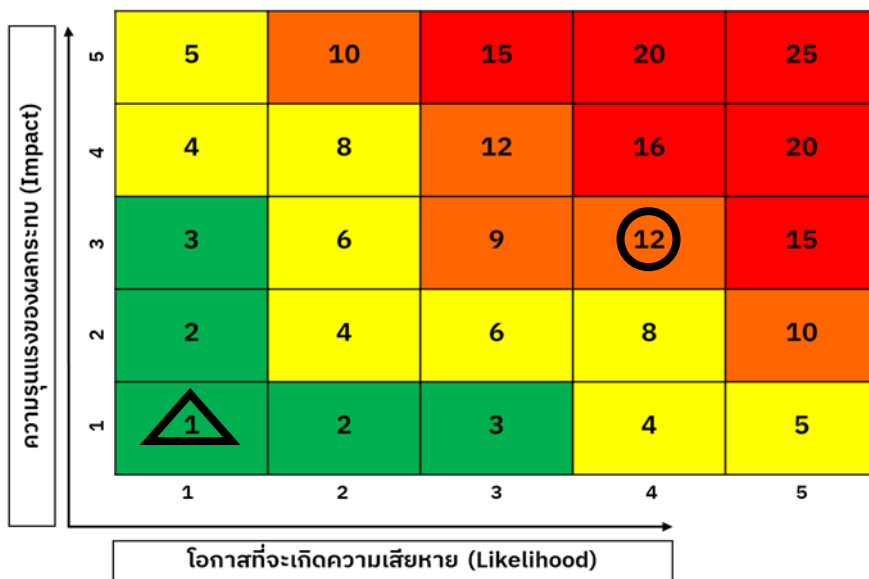 ความรุนแรงของผลกระทบ (Impact)
5 5 10 15 20 25
4 4 8 12 16 20
3 3 6 9 12 15
2 2 4 6 8 10
1 1 2 3 4 5
1 2 3 4 5
โอกาสที่จะเกิดความเสียหาย (Likelihood)